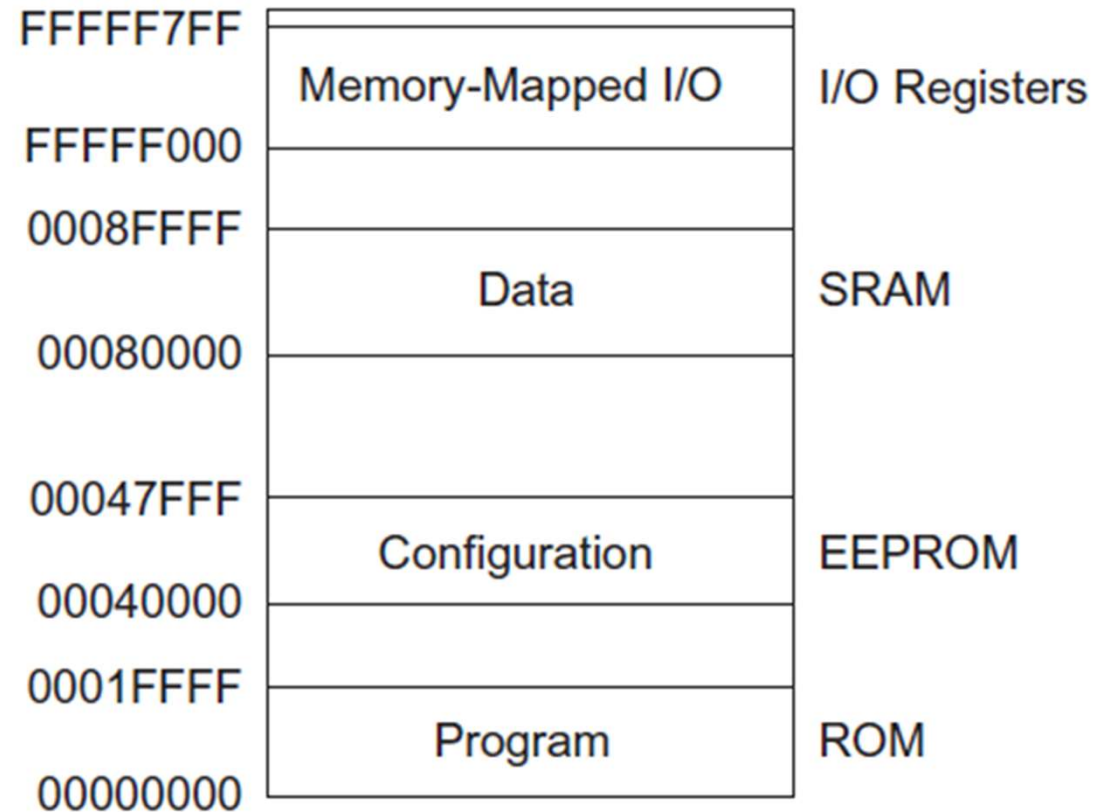 FFFFF7FF
Memory-Mapped I/O I/O Registers
FFFFF000
0008FFFF
Data SRAM
00080000
00047FFF
Configuration EEPROM
00040000
0001FFFF
Program ROM
00000000